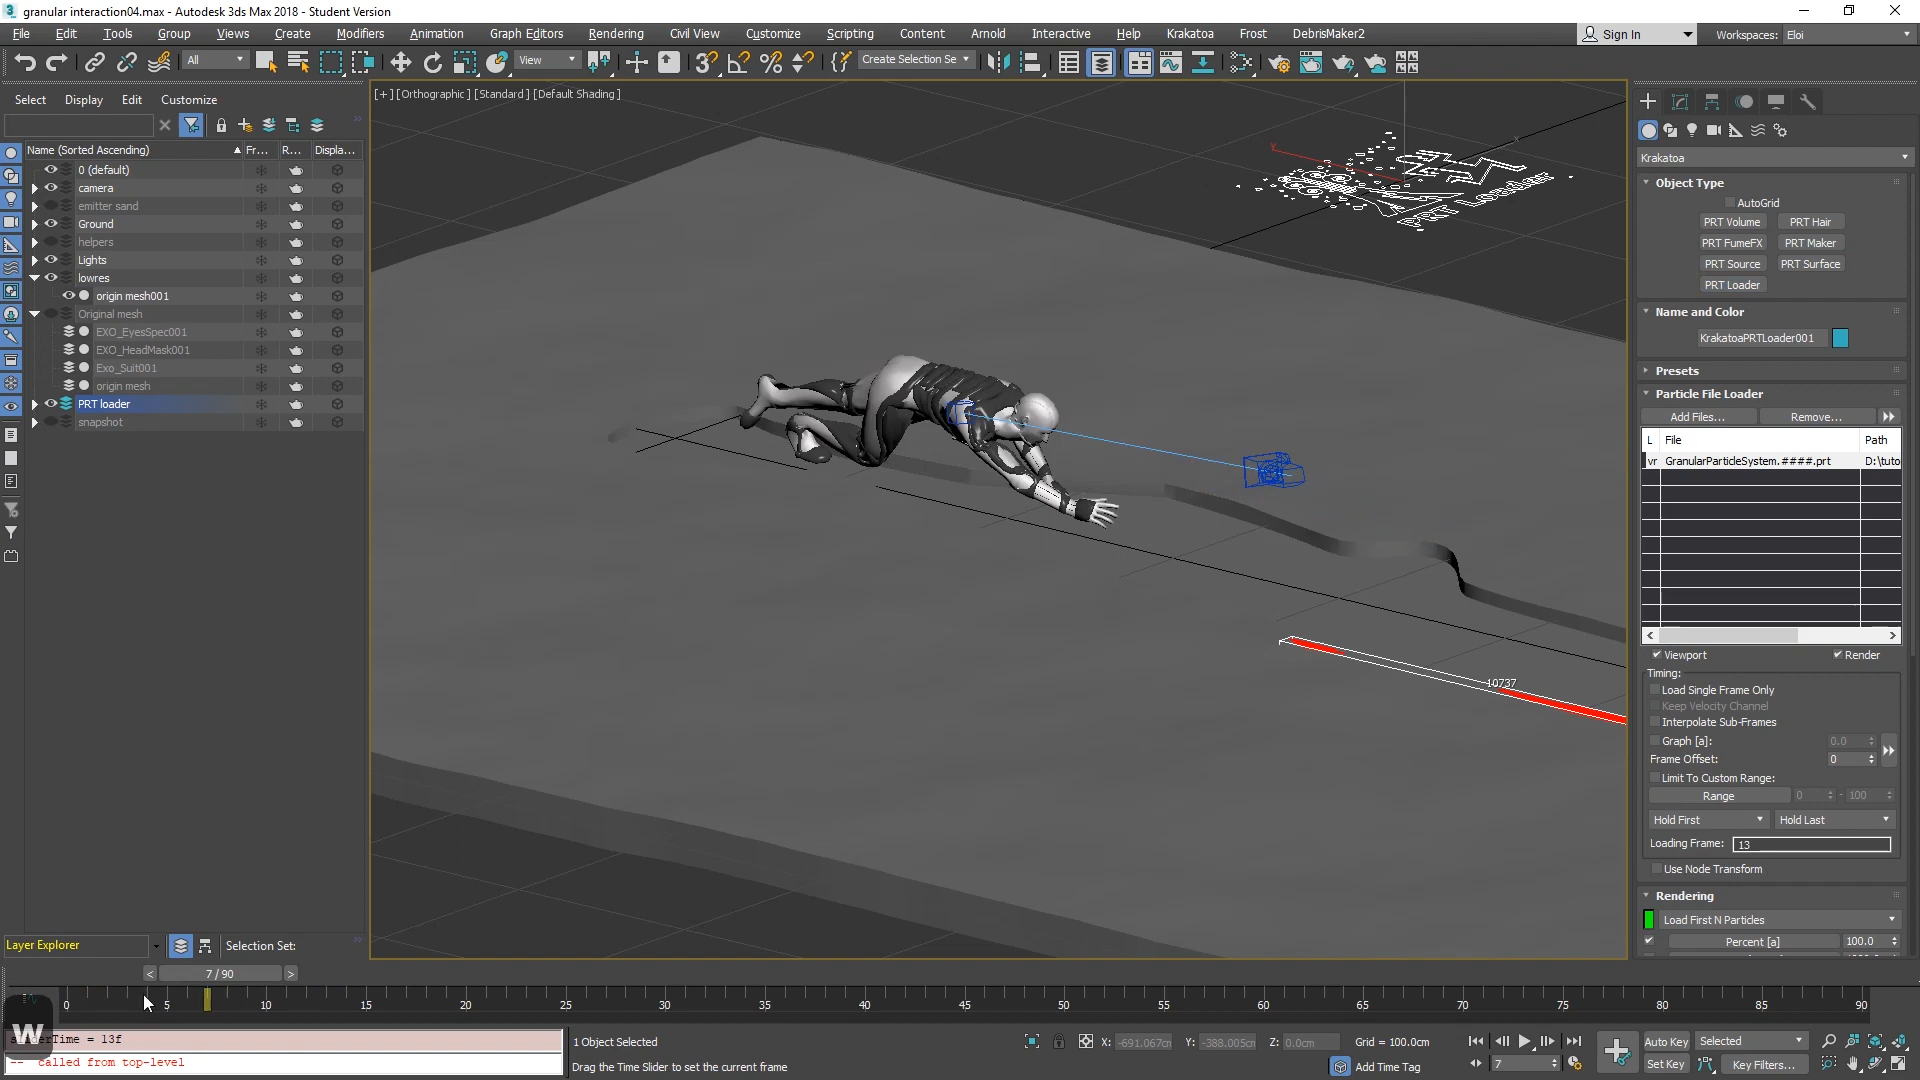 granular interaction04.max - Autodesk 3ds Max 2018 - Student Version
File Edit Tools Group Views Create Modifiers Animation Graph Editors Rendering Civil View Customize Scripting Content Arnold Interactive Help Krakatoa Frost DebrisMaker2
Sign In
Workspaces: Eloi
All
View
Create Selection Se
Select Display Edit Customize
[+] [Orthographic] [Standard] [Default Shading]
Name (Sorted Ascending) Fr... R... Displa...
0 (default)
camera
emitter sand
Ground
helpers
Lights
lowres
origin mesh001
Original mesh
EXO_EyesSpec001
EXO_HeadMask001
Exo_Suit001
origin mesh
PRT loader
snapshot
PRT Loader
Y
X
10737
Krakatoa
Object Type
AutoGrid
PRT Volume PRT Hair
PRT FumeFX PRT Maker
PRT Source PRT Surface
PRT Loader
Name and Color
KrakatoaPRTLoader001
Presets
Particle File Loader
Add Files... Remove...
L File Path
vr GranularParticleSystem.####.prt D:\tuto
Viewport Render
Timing:
Load Single Frame Only
Keep Velocity Channel
Interpolate Sub-Frames
Graph [a]: 0.0
Frame Offset: 0
Limit To Custom Range:
Range 0 - 100
Hold First Hold Last
Loading Frame: 13
Use Node Transform
Rendering
Load First N Particles
Percent [a] 100.0
Layer Explorer
Selection Set:
< 7 / 90 >
0 5 10 15 20 25 30 35 40 45 50 55 60 65 70 75 80 85 90
W
Time = 13f
-- called from top-level
1 Object Selected
Drag the Time Slider to set the current frame
X: -691.067cm Y: -388.005cm Z: 0.0cm Grid = 100.0cm
Add Time Tag
7
Auto Key Selected
Set Key Key Filters...